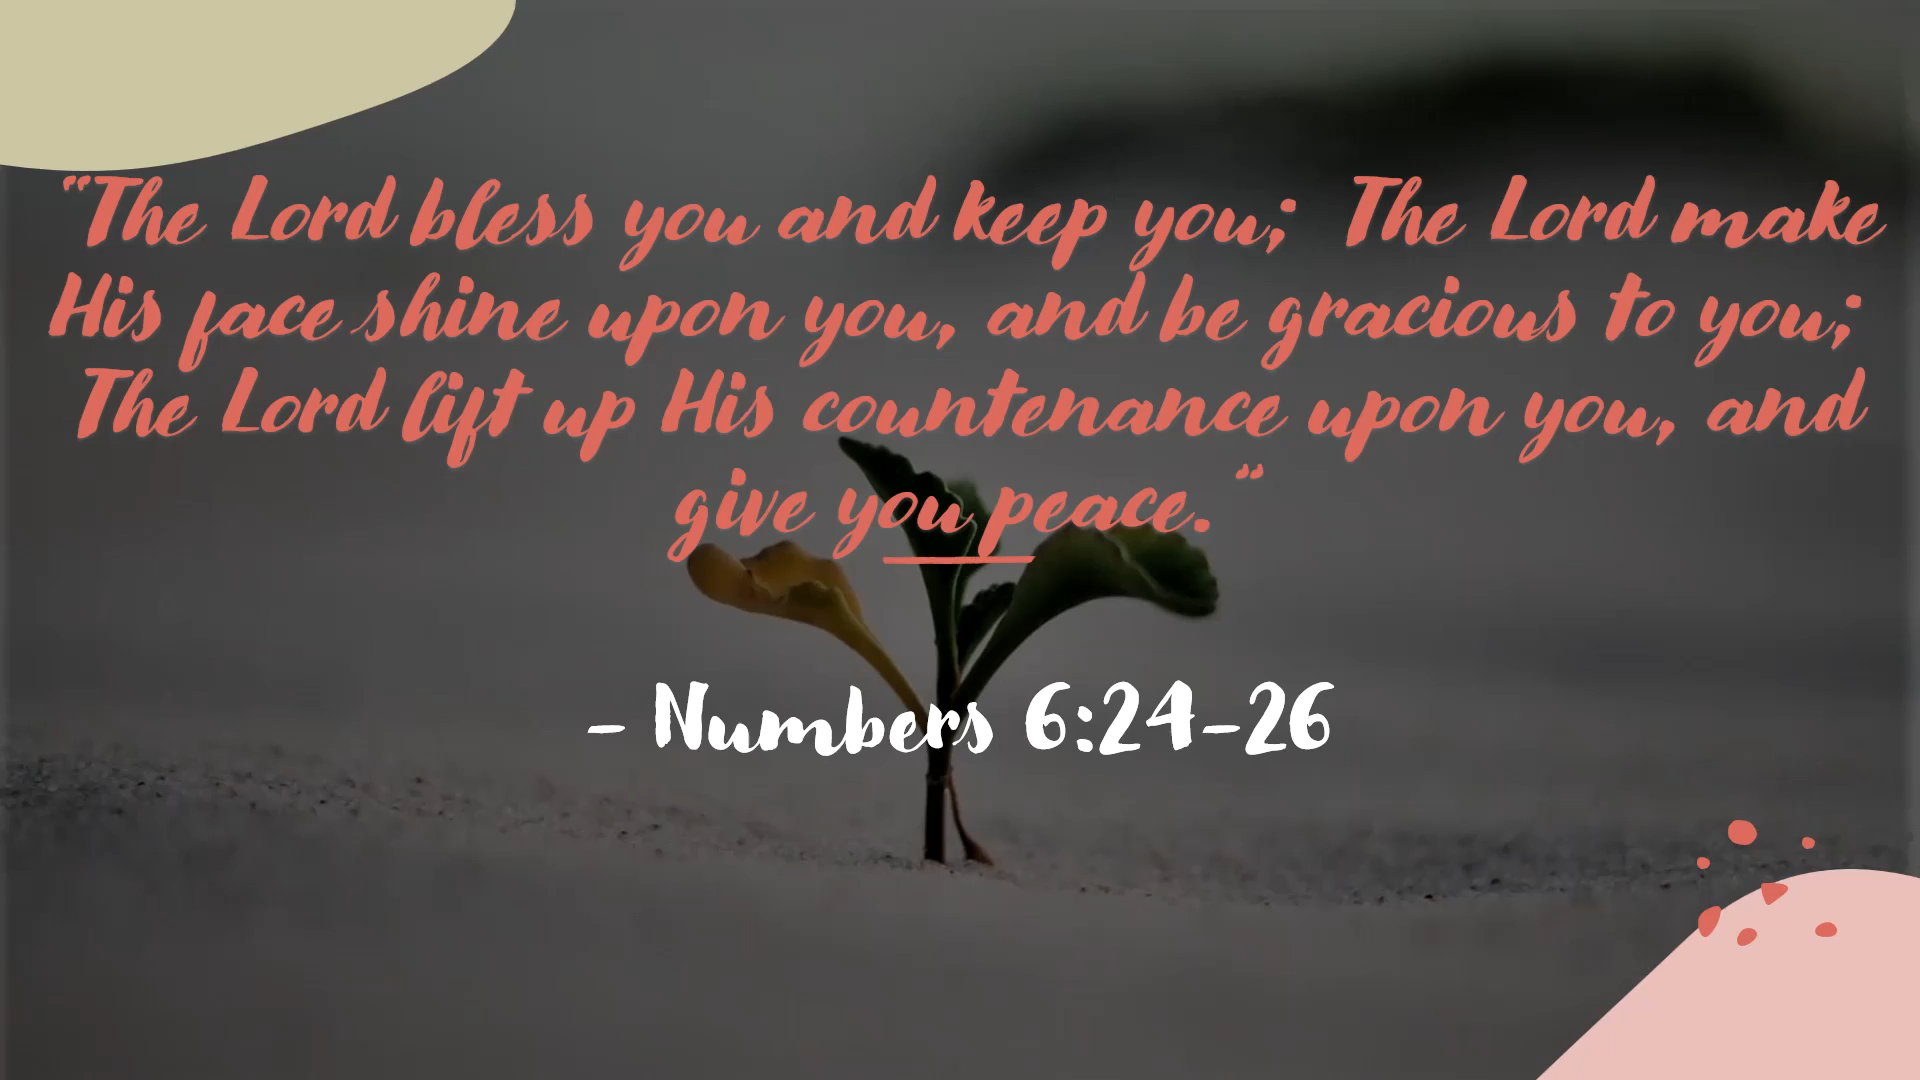 "The Lord bless you and keep you; The Lord make
His face shine upon you, and be gracious to you;
The Lord lift up His countenance upon you, and
give you peace."
- Numbers 6:24-26